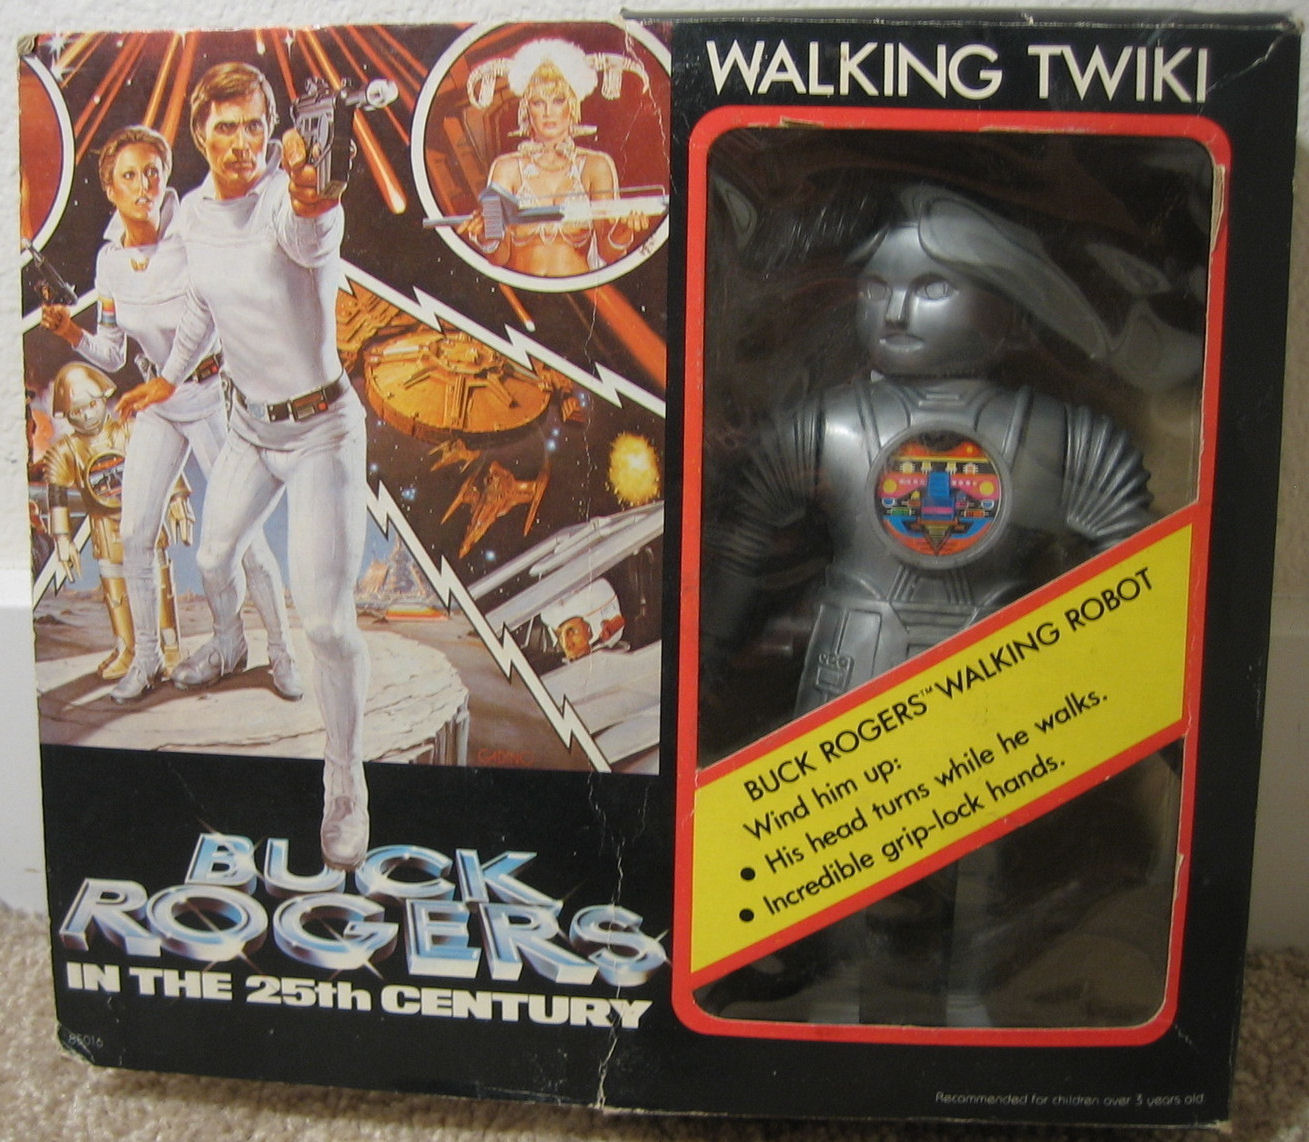 WALKING TWIKI
BUCK ROGERS™ WALKING ROBOT
Wind him up:
• His head turns while he walks.
• Incredible grip-lock hands.
BUCK
ROGERS
IN THE 25th CENTURY
85016
Recommended for children over 3 years old